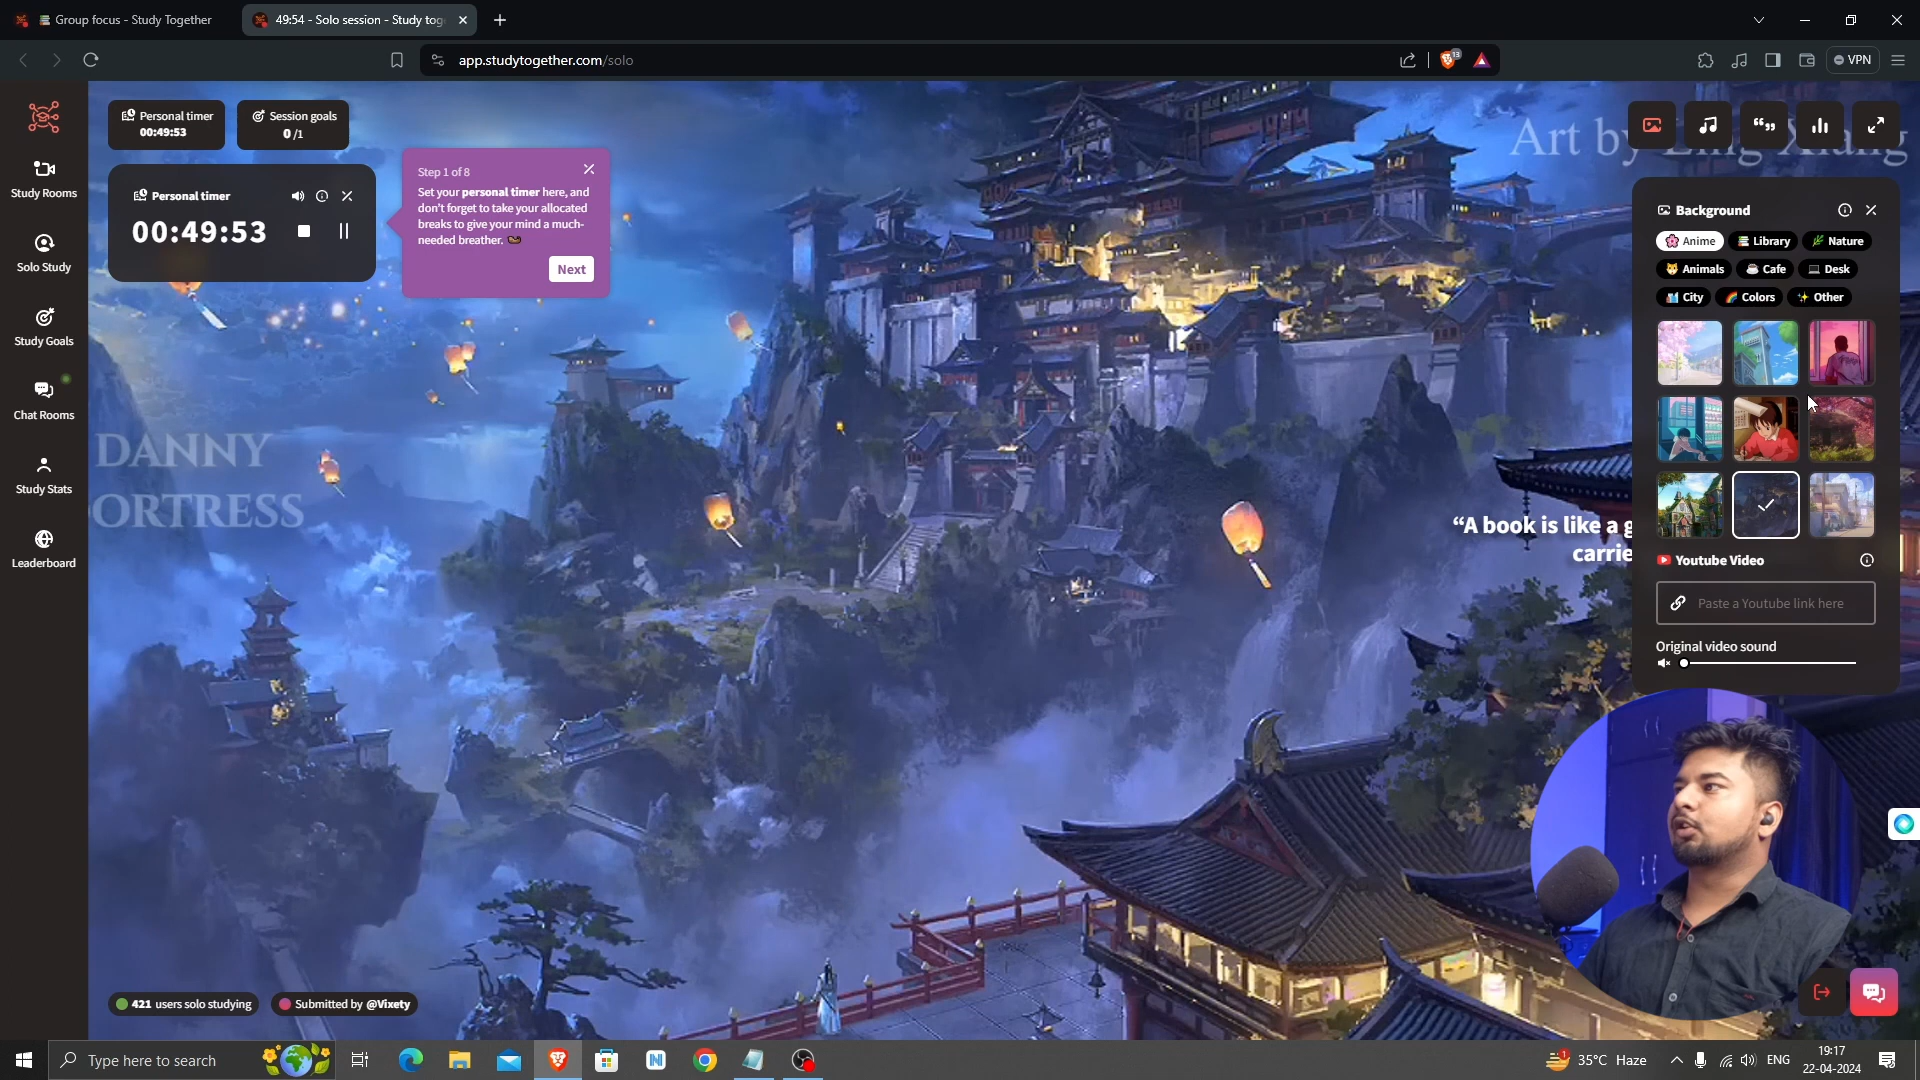 Group focus - Study Together
49:54 - Solo session - Study tog
app.studytogether.com/solo
13
VPN
Study Rooms
Solo Study
Study Goals
Chat Rooms
Study Stats
Leaderboard
Personal timer
00:49:53
Session goals
0 /1
Personal timer
00:49:53
Step 1 of 8
Set your personal timer here, and
don't forget to take your allocated
breaks to give your mind a much-
needed breather.
Next
Art by Ling Xiang
DANNY
ORTRESS
Background
Anime
Library
Nature
Animals
Cafe
Desk
City
Colors
Other
“A book is like a g
carrie
Youtube Video
Paste a Youtube link here
Original video sound
421 users solo studying
Submitted by @Vixety
Type here to search
1
35°C Haze
ENG
19:17
22-04-2024